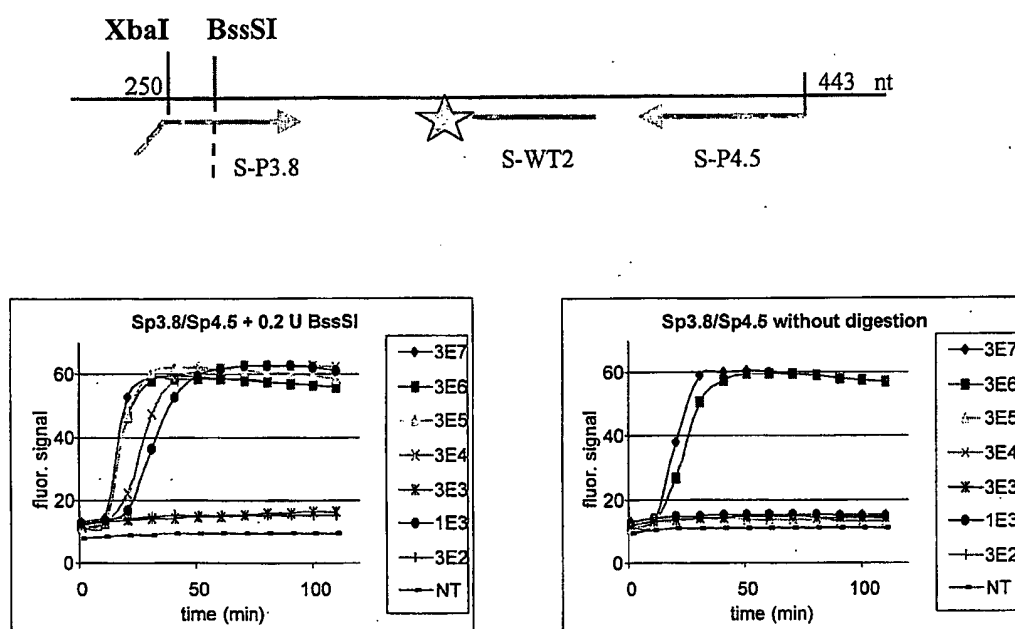 XbaI BssSI
250
443 nt
S-P3.8
S-WT2
S-P4.5
Sp3.8/Sp4.5 + 0.2 U BssSI
fluor. signal
60
40
20
0
0 50 100
time (min)
3E7
3E6
3E5
3E4
3E3
1E3
3E2
NT
Sp3.8/Sp4.5 without digestion
fluor. signal
60
40
20
0
0 50 100
time (min)
3E7
3E6
3E5
3E4
3E3
1E3
3E2
NT